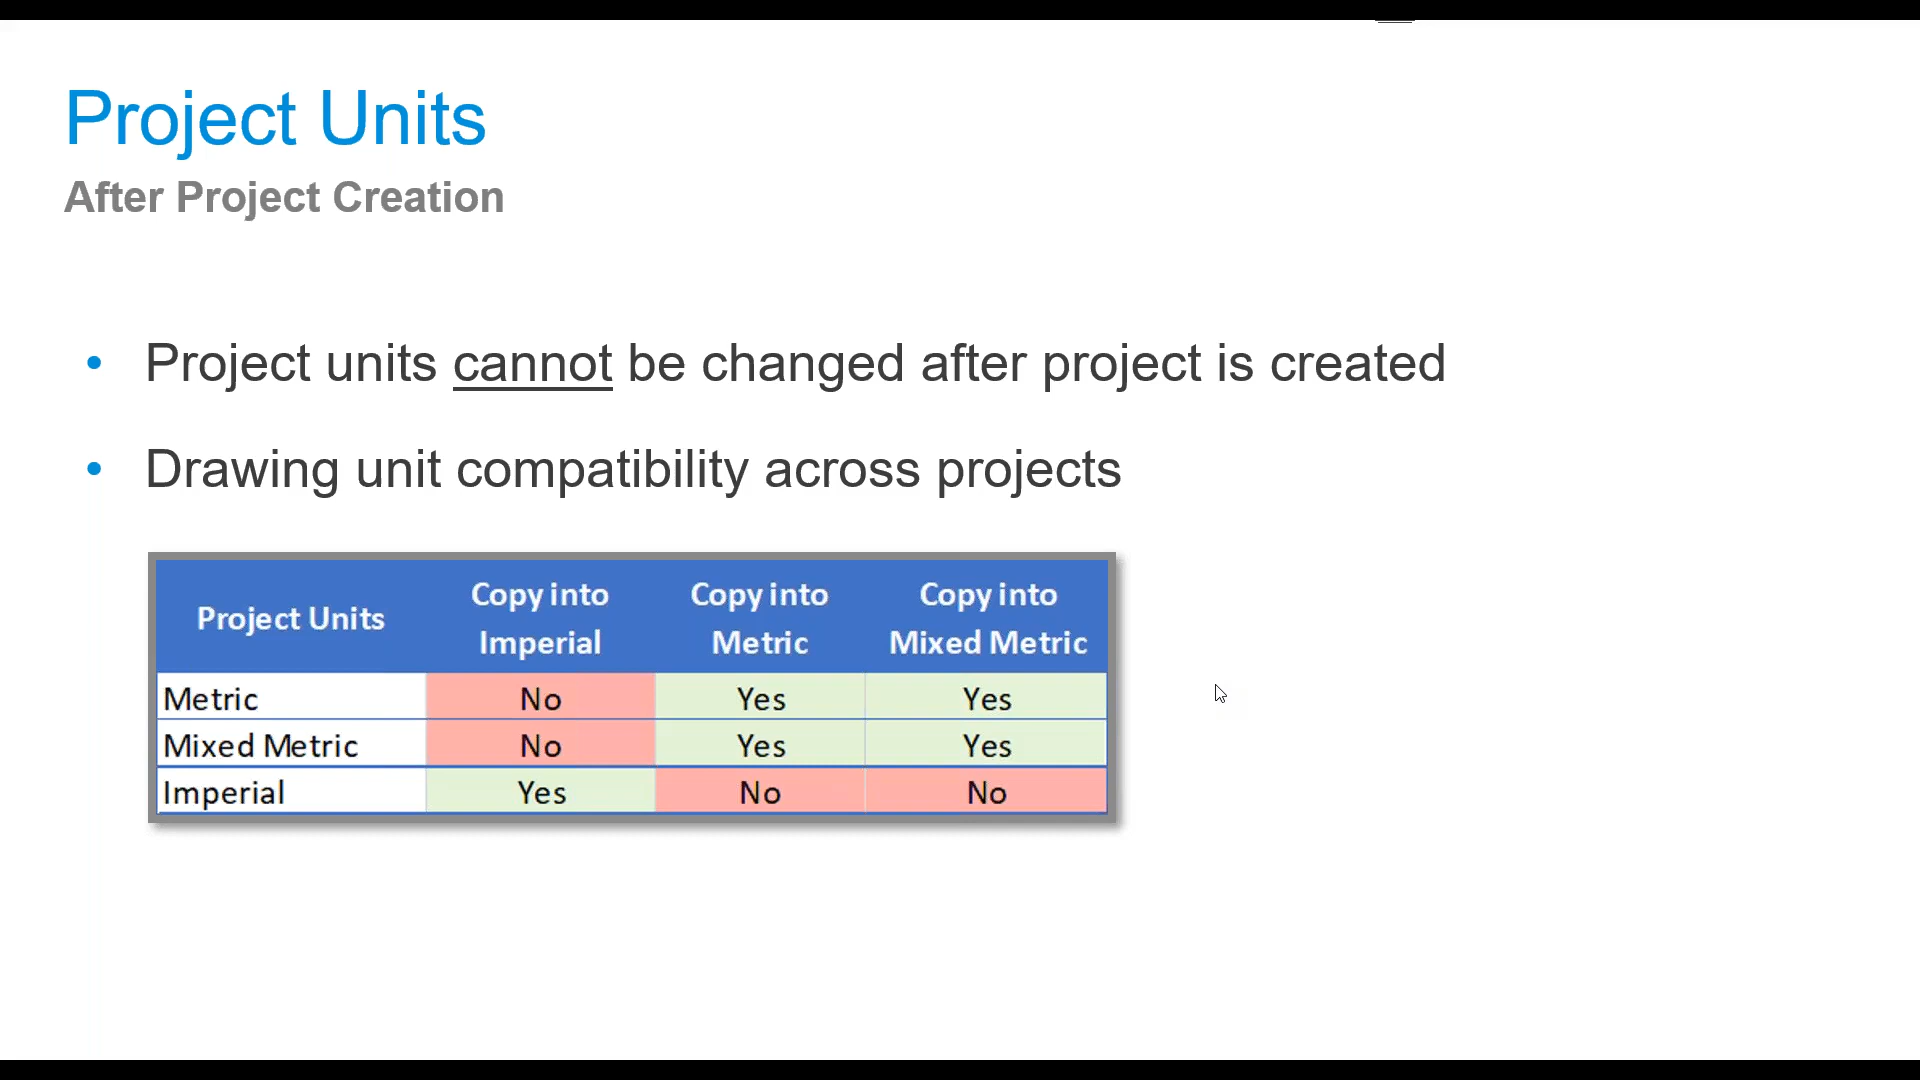 Project Units
After Project Creation
• Project units cannot be changed after project is created
• Drawing unit compatibility across projects
Project Units | Copy into Imperial | Copy into Metric | Copy into Mixed Metric
Metric | No | Yes | Yes
Mixed Metric | No | Yes | Yes
Imperial | Yes | No | No